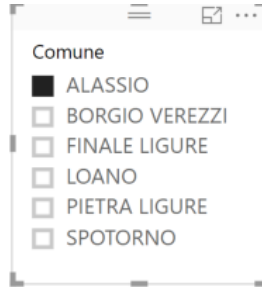 Comune
ALASSIO
BORGIO VEREZZI
FINALE LIGURE
LOANO
PIETRA LIGURE
SPOTORNO